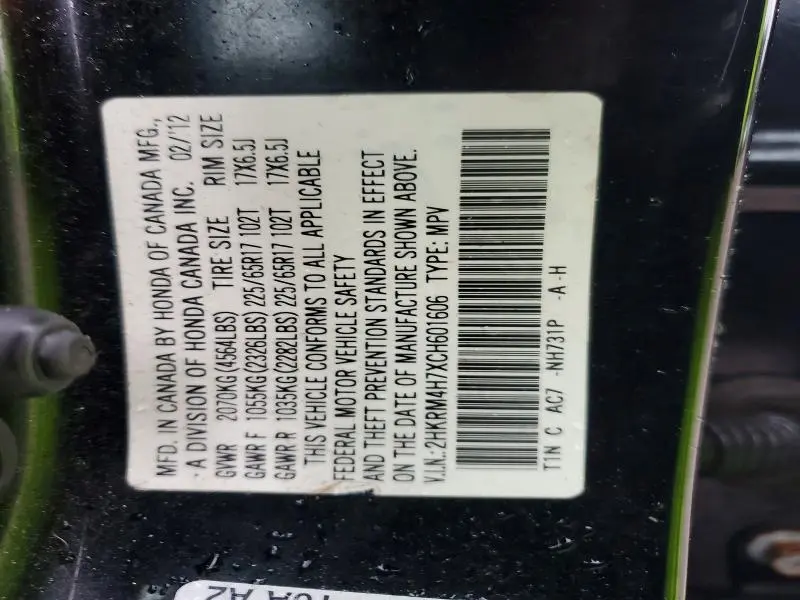 MFD. IN CANADA BY HONDA OF CANADA MFG.,
A DIVISION OF HONDA CANADA INC. 02/'12
GVWR 2070KG(4564LBS) TIRE SIZE RIM SIZE
GAWR F 1055KG(2326LBS) 225/65R17 102T 17X6.5J
GAWR R 1035KG(2282LBS) 225/65R17 102T 17X6.5J
THIS VEHICLE CONFORMS TO ALL APPLICABLE
FEDERAL MOTOR VEHICLE SAFETY
AND THEFT PREVENTION STANDARDS IN EFFECT
ON THE DATE OF MANUFACTURE SHOWN ABOVE.
V.I.N.: 2HKRM4H7XCH601606 TYPE: MPV
T1N C AC7 -NH731P -A-H